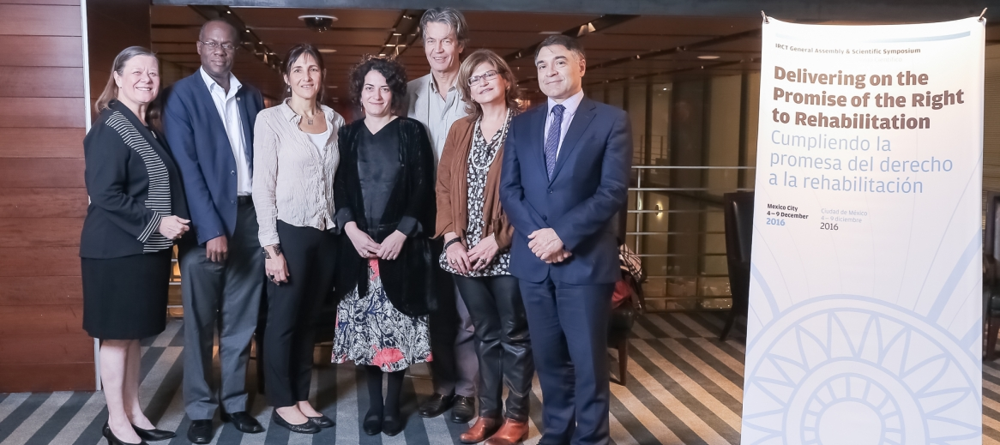 IRCT General Assembly & Scientific Symposium
Delivering on the
Promise of the Right
to Rehabilitation
Cumpliendo la
promesa del derecho
a la rehabilitación
Mexico City
4–9 December
2016
Ciudad de México
4–9 diciembre
2016